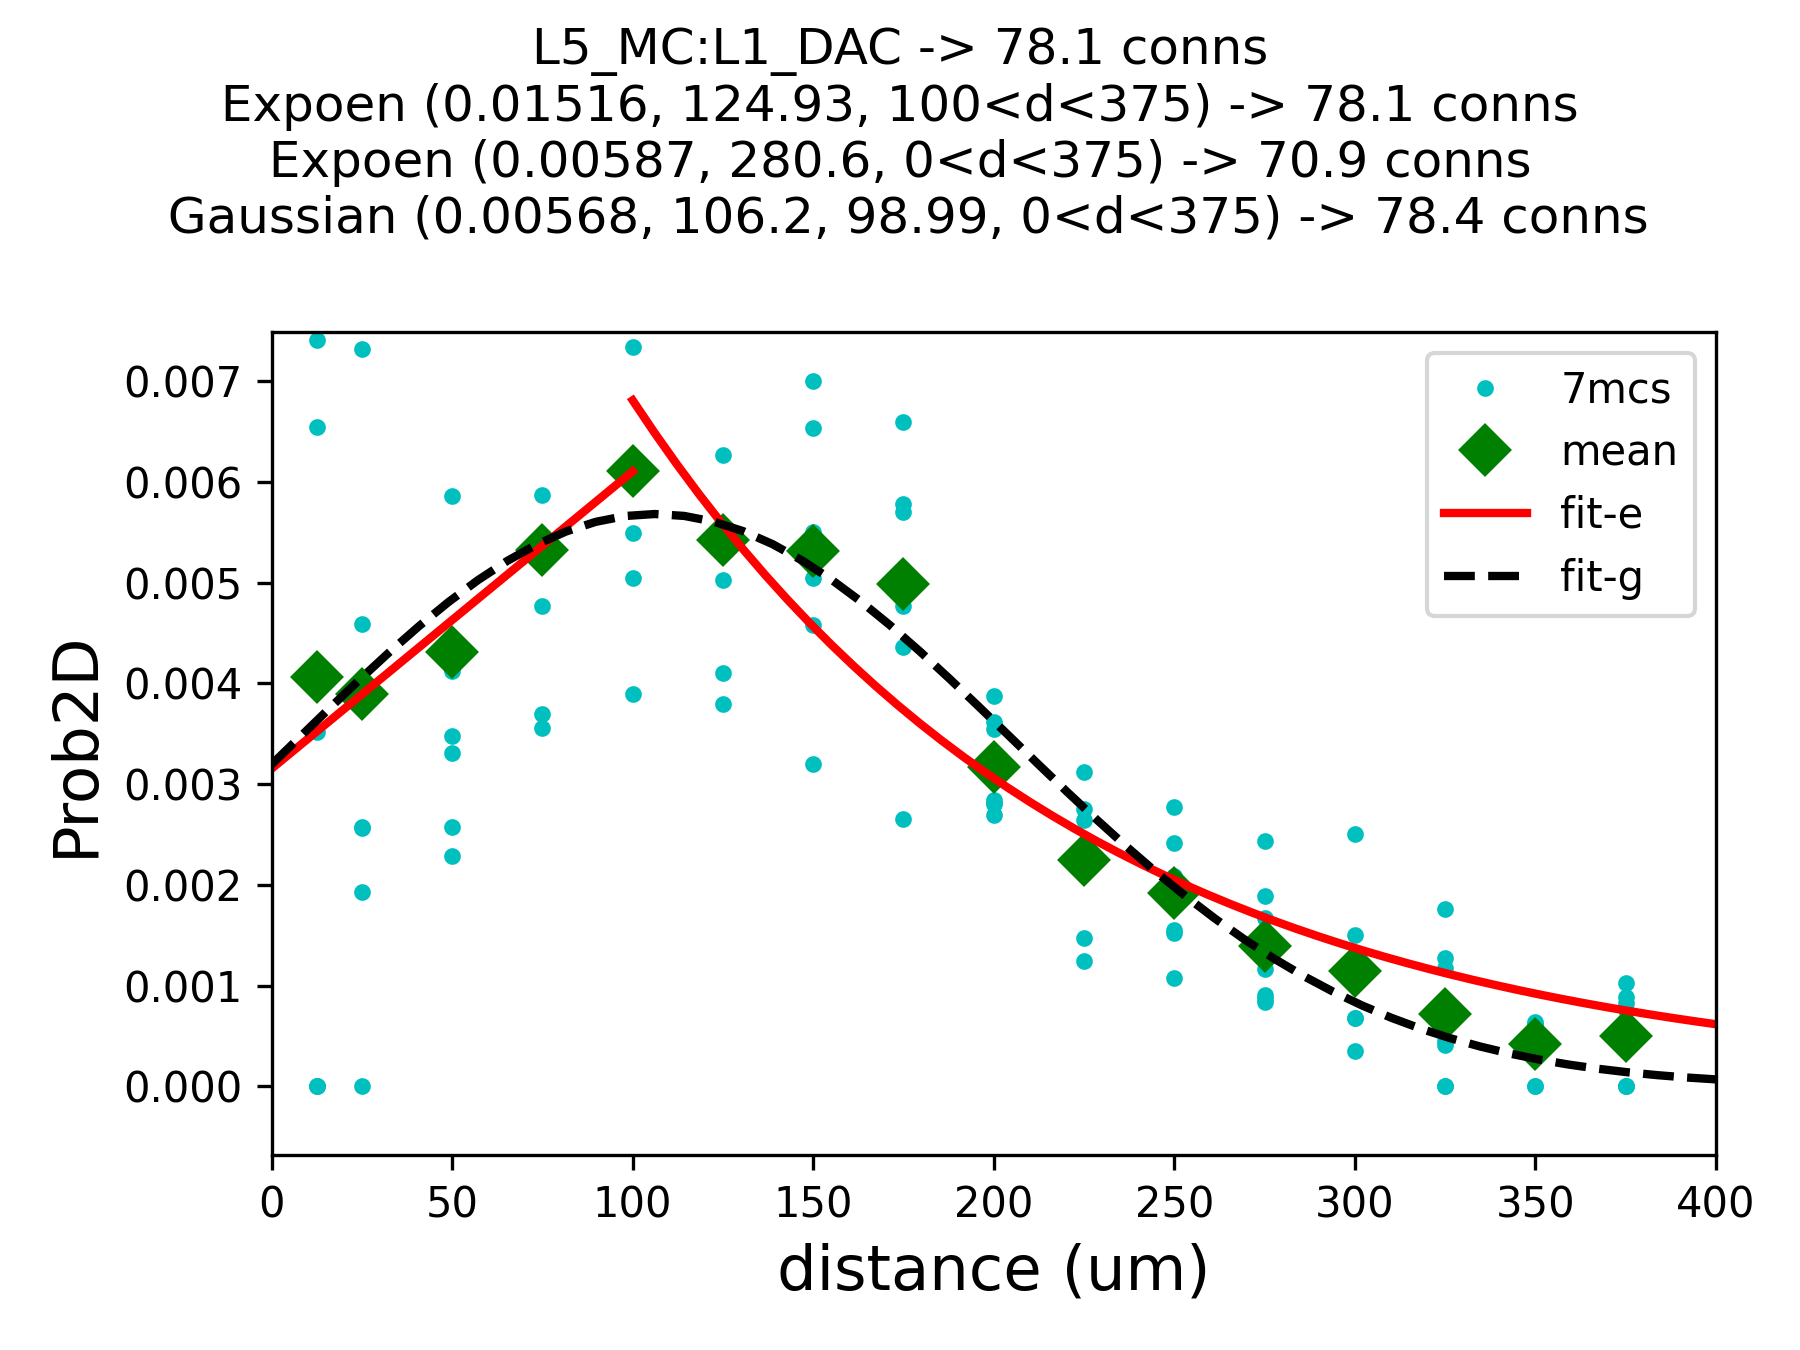 L5_MC:L1_DAC -> 78.1 conns
Expoen (0.01516, 124.93, 100<d<375) -> 78.1 conns
Expoen (0.00587, 280.6, 0<d<375) -> 70.9 conns
Gaussian (0.00568, 106.2, 98.99, 0<d<375) -> 78.4 conns
7mcs
mean
fit-e
fit-g
Prob2D
0.007
0.006
0.005
0.004
0.003
0.002
0.001
0.000
0 50 100 150 200 250 300 350 400
distance (um)